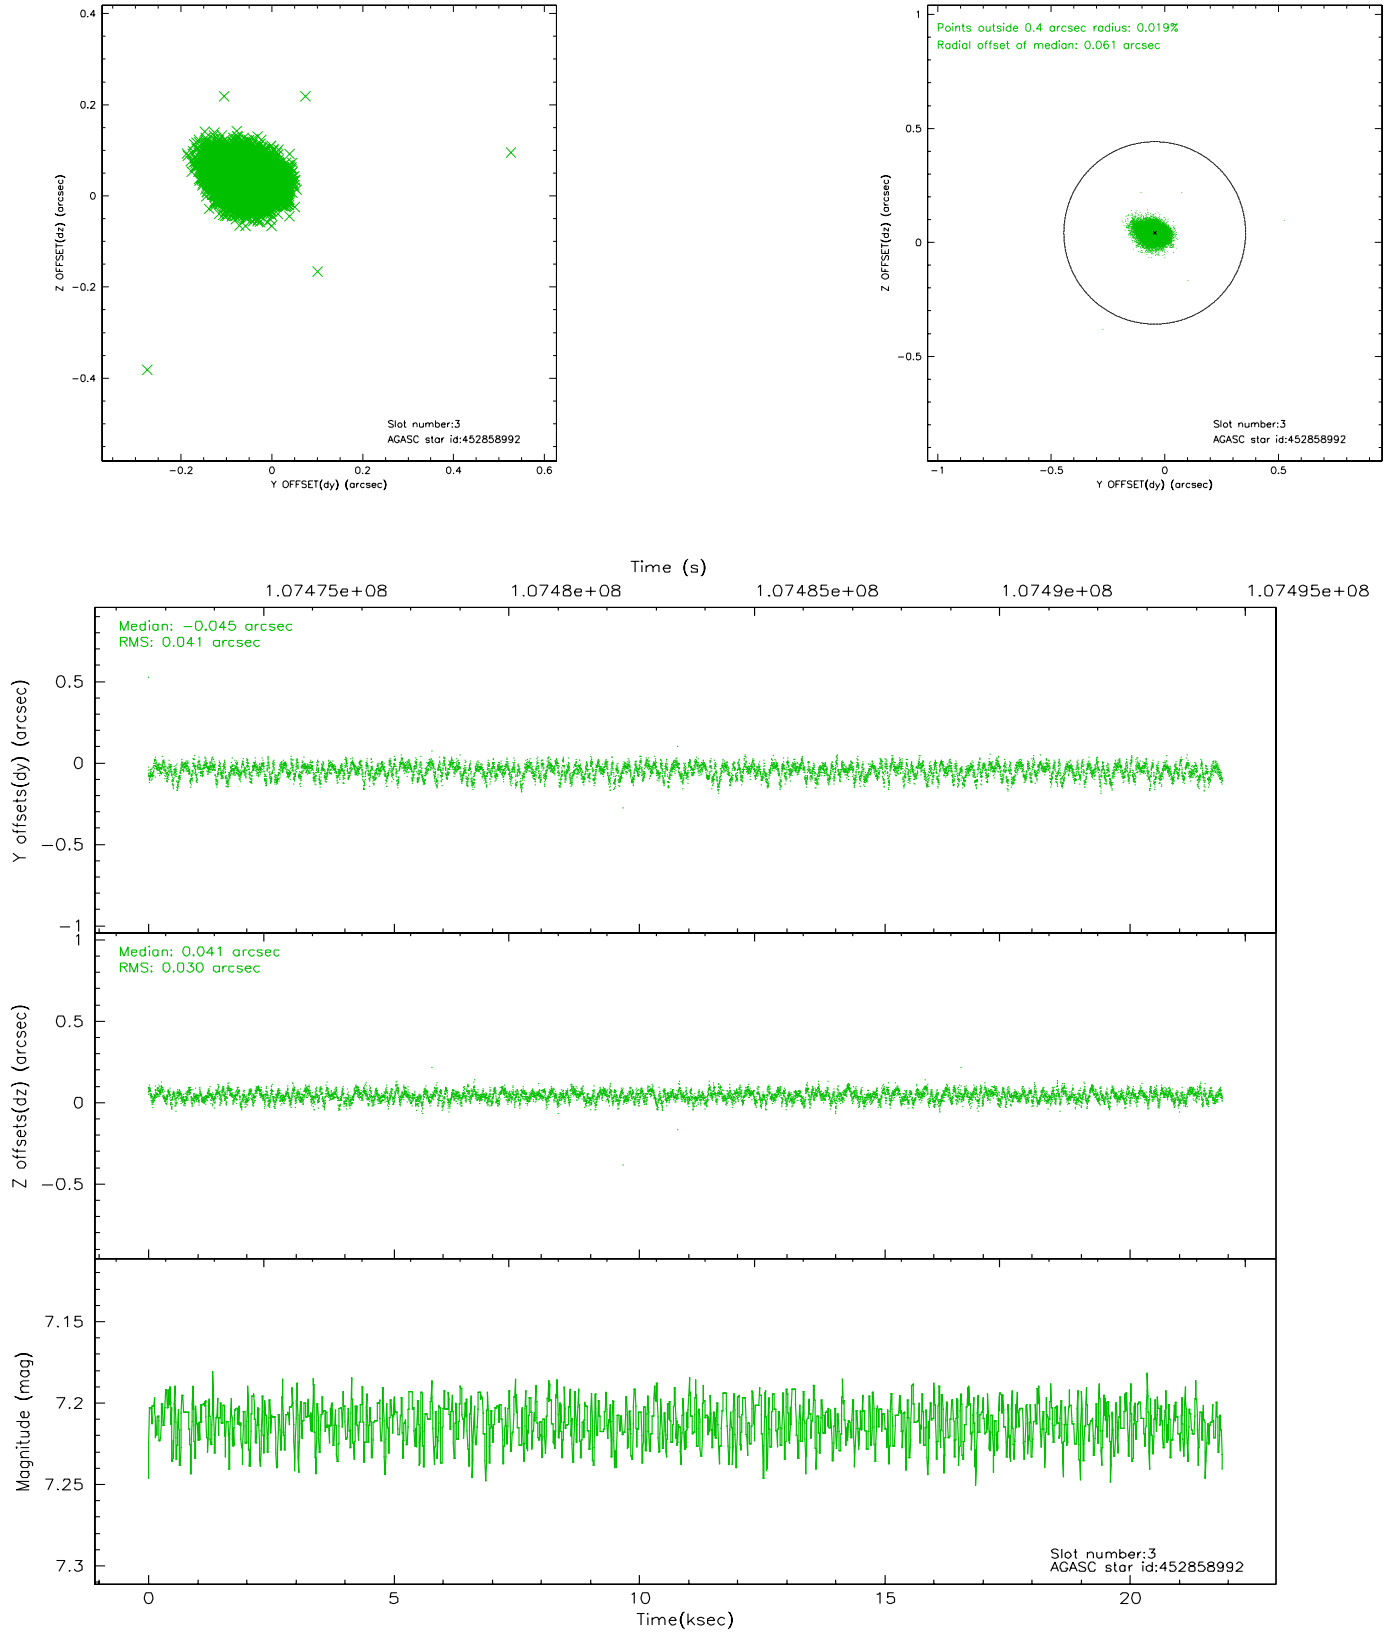 0.4
0.2
0
−0.2
−0.4
Z OFFSET(dz) (arcsec)
Slot number:3
AGASC star id:452858992
−0.2 0 0.2 0.4 0.6
Y OFFSET(dy) (arcsec)
Points outside 0.4 arcsec radius: 0.019%
Radial offset of median: 0.061 arcsec
1
0.5
0
−0.5
Z OFFSET(dz) (arcsec)
Slot number:3
AGASC star id:452858992
−1 −0.5 0 0.5
Y OFFSET(dy) (arcsec)
Time (s)
1.07475e+08 1.0748e+08 1.07485e+08 1.0749e+08 1.07495e+08
Median: −0.045 arcsec
RMS: 0.041 arcsec
0.5
0
−0.5
−1
Y offsets(dy) (arcsec)
Median: 0.041 arcsec
RMS: 0.030 arcsec
1
0.5
0
−0.5
Z offsets(dz) (arcsec)
7.15
7.2
7.25
7.3
Magnitude (mag)
Slot number:3
AGASC star id:452858992
0 5 10 15 20
Time(ksec)